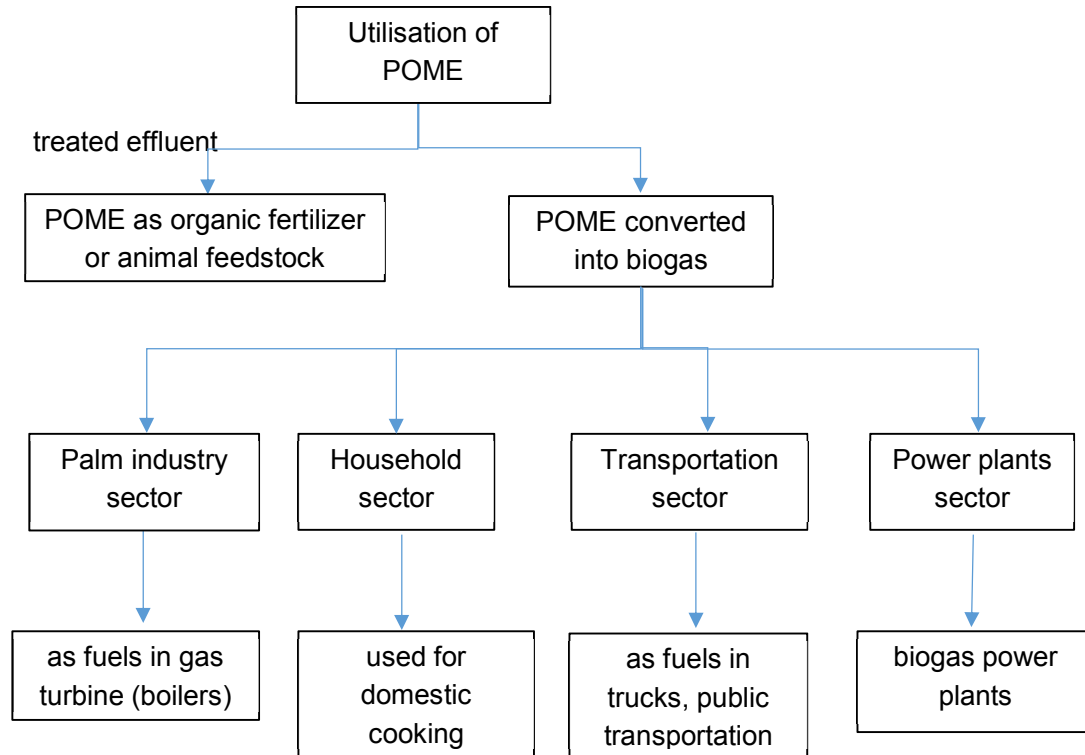 Utilisation of
POME
treated effluent
POME as organic fertilizer
or animal feedstock
POME converted
into biogas
Palm industry
sector
Household
sector
Transportation
sector
Power plants
sector
as fuels in gas
turbine (boilers)
used for
domestic
cooking
as fuels in
trucks, public
transportation
biogas power
plants